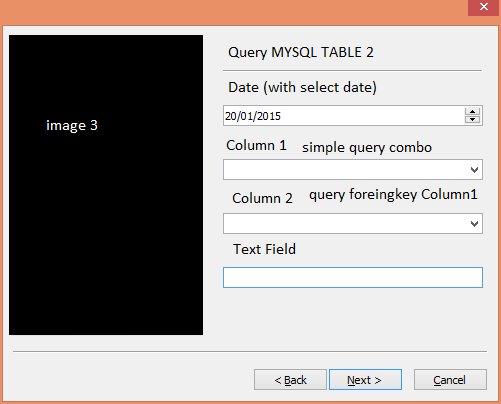 Query MYSQL TABLE 2
image 3
Date (with select date)
20/01/2015
Column 1 simple query combo
Column 2 query foreingkey Column1
Text Field
< Back Next > Cancel